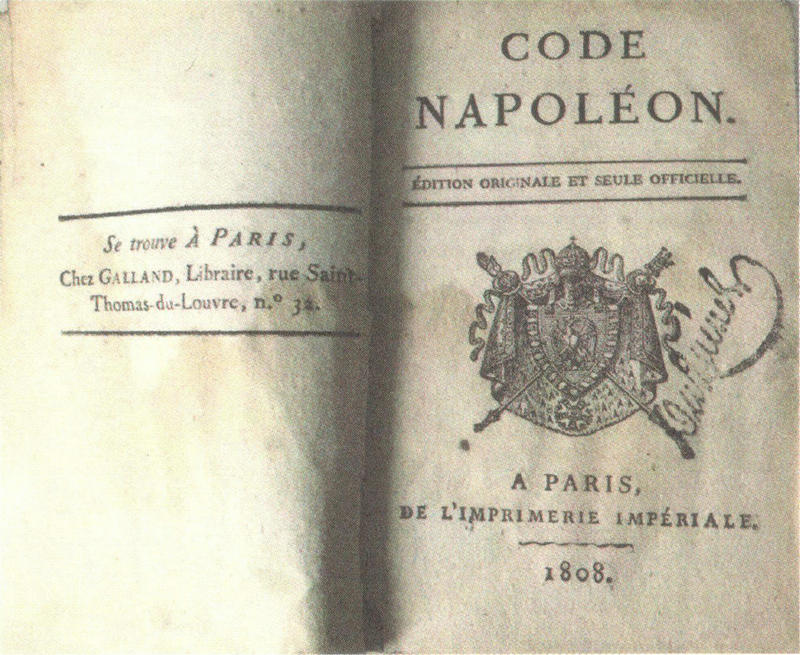 Se trouve À PARIS,
Chez GALLAND, Libraire, rue Saint-
Thomas-du-Louvre, n.º 32.
CODE
NAPOLÉON.
ÉDITION ORIGINALE ET SEULE OFFICIELLE.
A PARIS,
DE L'IMPRIMERIE IMPÉRIALE.
1808.